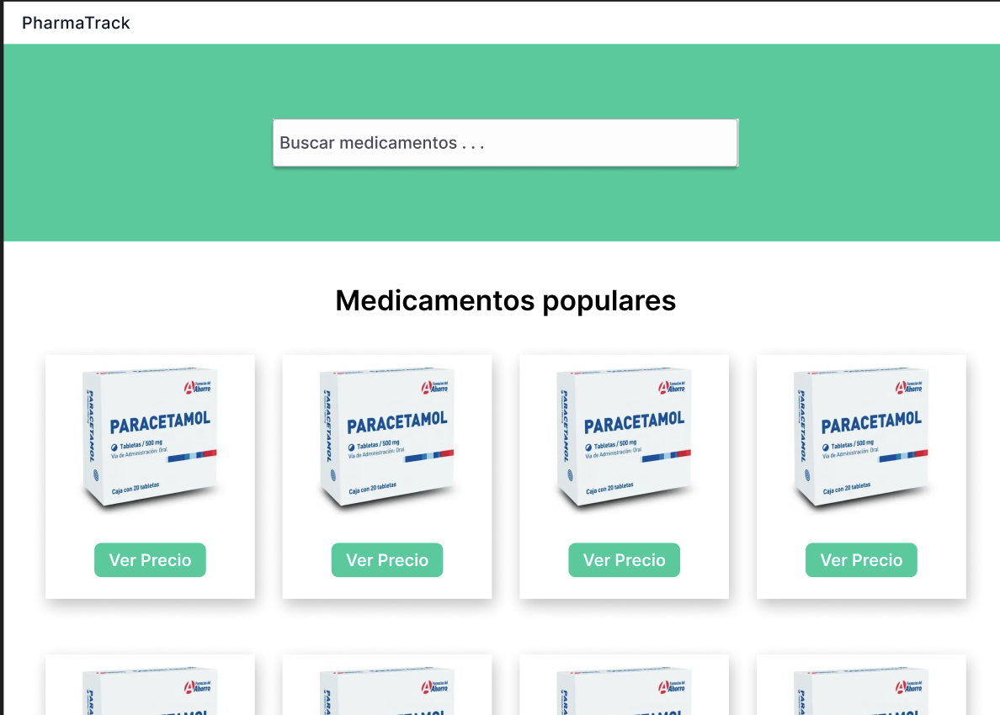 PharmaTrack
Buscar medicamentos . . .
Medicamentos populares
Farmacias del
Ahorro
PARACETAMOL
PARACETAMOL
Tabletas / 500 mg
Vía de Administración: Oral
Caja con 20 tabletas
Ver Precio
Farmacias del
Ahorro
PARACETAMOL
PARACETAMOL
Tabletas / 500 mg
Vía de Administración: Oral
Caja con 20 tabletas
Ver Precio
Farmacias del
Ahorro
PARACETAMOL
PARACETAMOL
Tabletas / 500 mg
Vía de Administración: Oral
Caja con 20 tabletas
Ver Precio
Farmacias del
Ahorro
PARACETAMOL
PARACETAMOL
Tabletas / 500 mg
Vía de Administración: Oral
Caja con 20 tabletas
Ver Precio
Farmacias del
Ahorro
Farmacias del
Ahorro
Farmacias del
Ahorro
Farmacias del
Ahorro